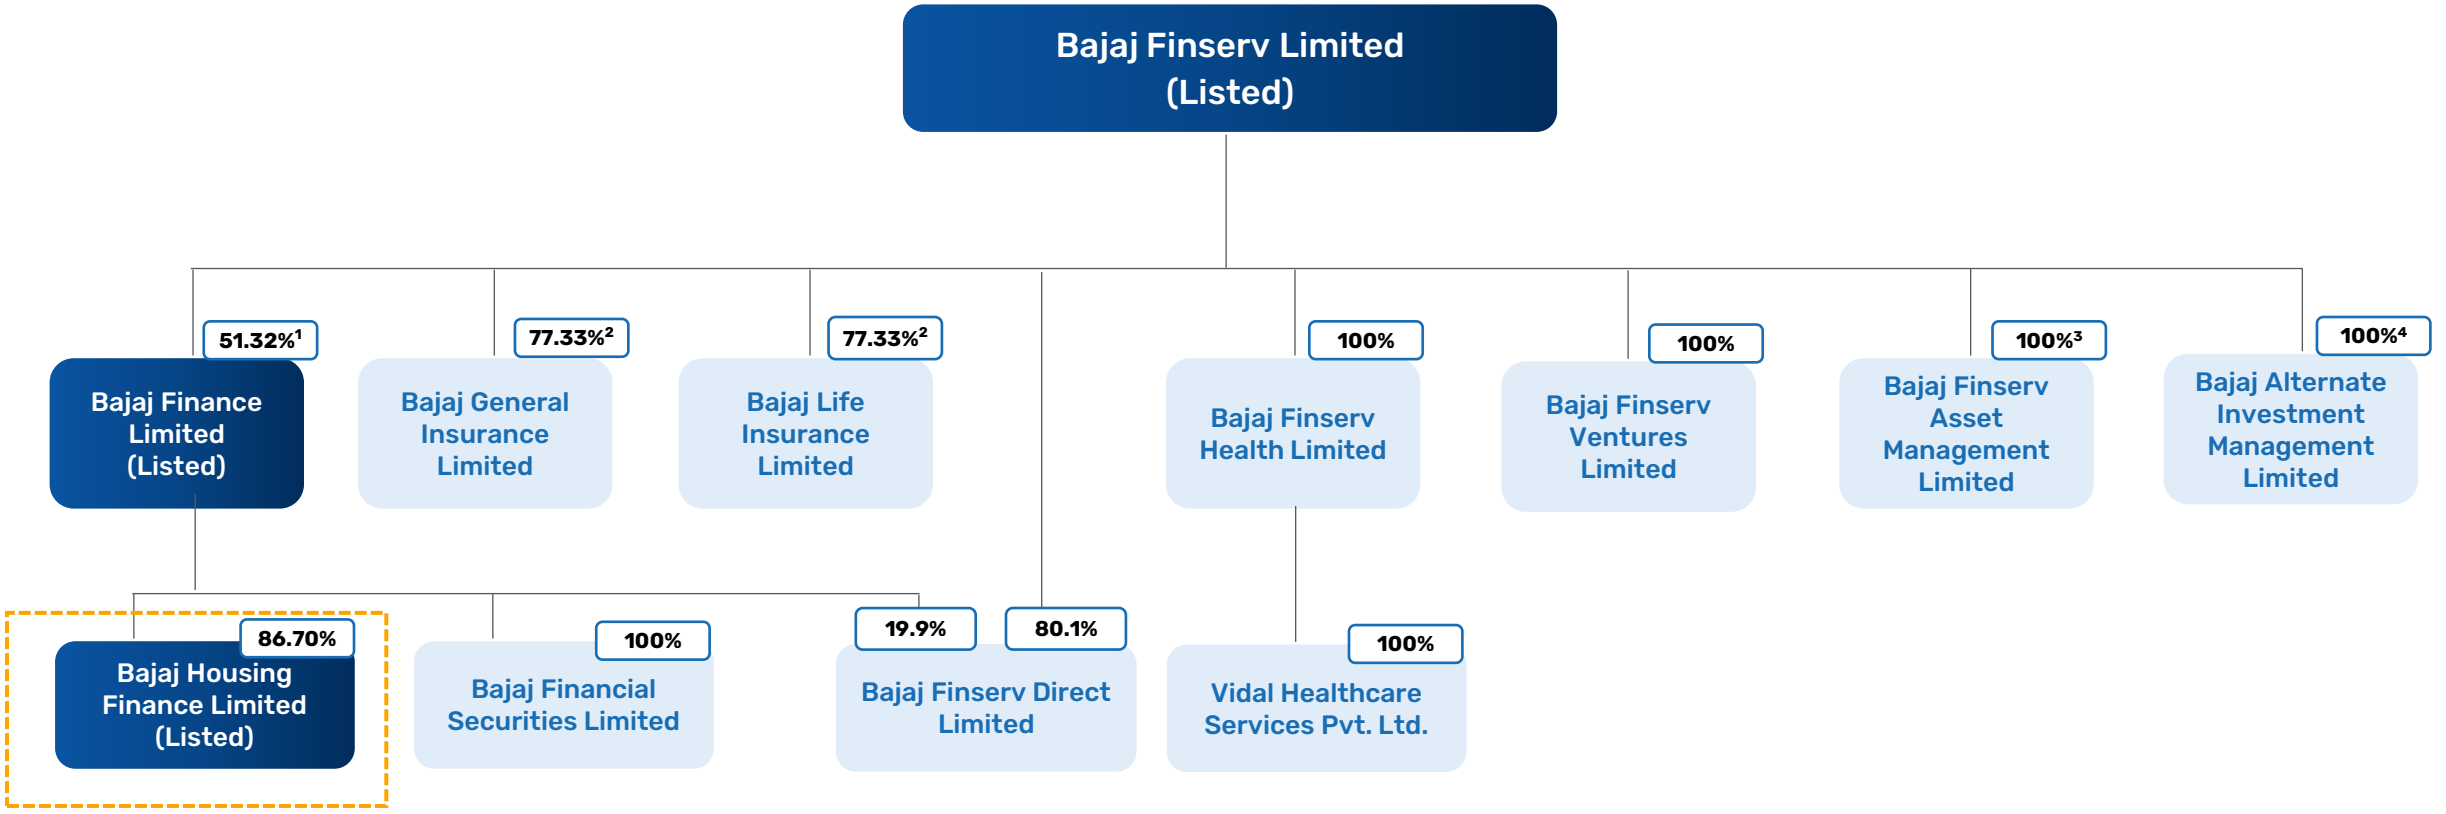 Bajaj Finserv Limited
(Listed)
51.32%¹
Bajaj Finance
Limited
(Listed)
77.33%²
Bajaj General
Insurance
Limited
77.33%²
Bajaj Life
Insurance
Limited
100%
Bajaj Finserv
Health Limited
100%
Bajaj Finserv
Ventures
Limited
100%³
Bajaj Finserv
Asset
Management
Limited
100%⁴
Bajaj Alternate
Investment
Management
Limited
86.70%
Bajaj Housing
Finance Limited
(Listed)
100%
Bajaj Financial
Securities Limited
19.9%
80.1%
Bajaj Finserv Direct
Limited
100%
Vidal Healthcare
Services Pvt. Ltd.